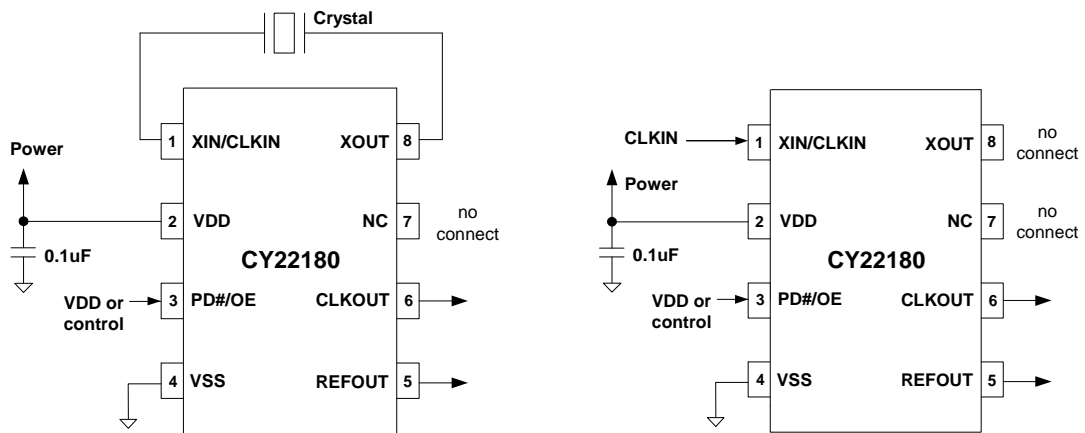 Crystal
1 XIN/CLKIN XOUT 8
Power
2 VDD NC 7
no
connect
0.1uF
CY22180
VDD or
control
3 PD#/OE CLKOUT 6
4 VSS REFOUT 5
CLKIN
1 XIN/CLKIN XOUT 8
no
connect
Power
2 VDD NC 7
no
connect
0.1uF
CY22180
VDD or
control
3 PD#/OE CLKOUT 6
4 VSS REFOUT 5